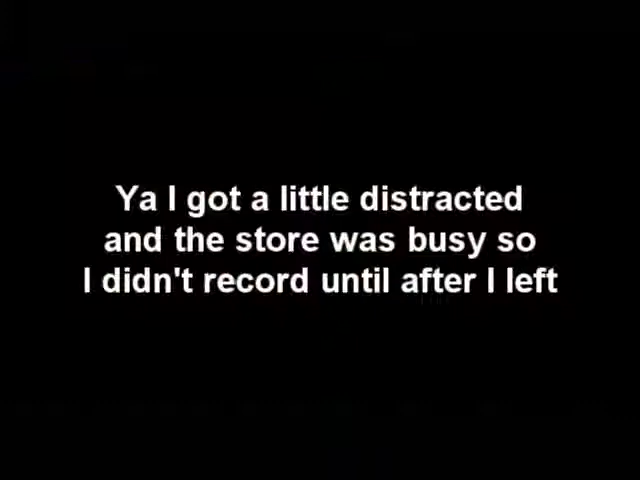 Ya I got a little distracted
and the store was busy so
I didn't record until after I left